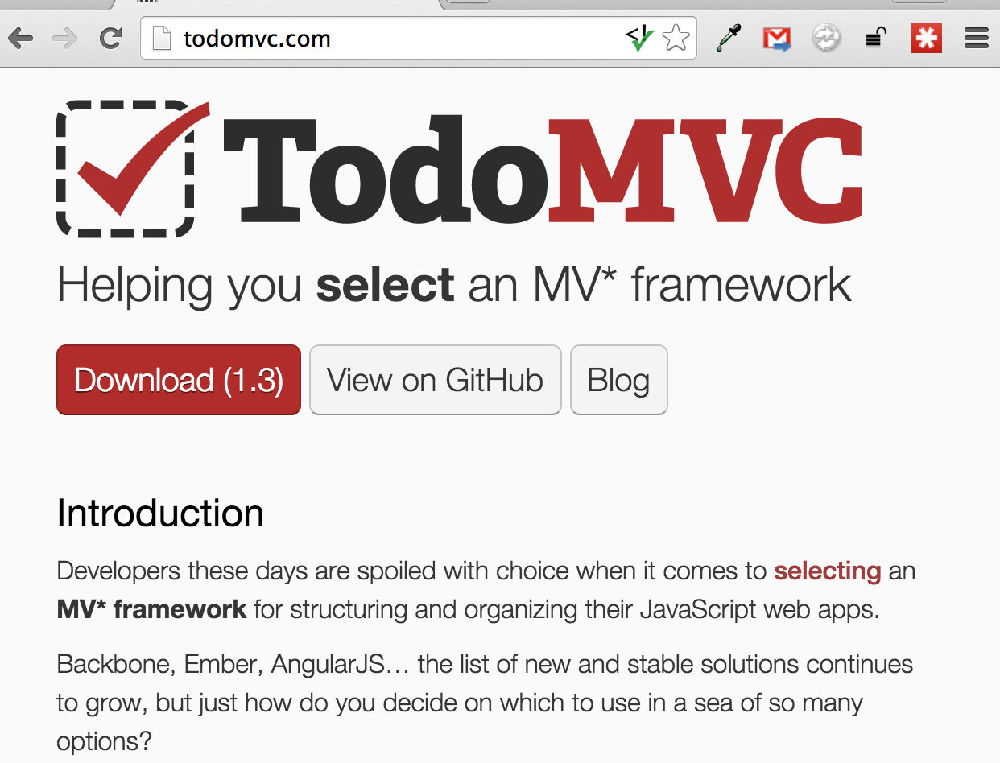 todomvc.com
TodoMVC
Helping you select an MV* framework
Download (1.3)
View on GitHub
Blog
Introduction
Developers these days are spoiled with choice when it comes to selecting an
MV* framework for structuring and organizing their JavaScript web apps.
Backbone, Ember, AngularJS… the list of new and stable solutions continues
to grow, but just how do you decide on which to use in a sea of so many
options?